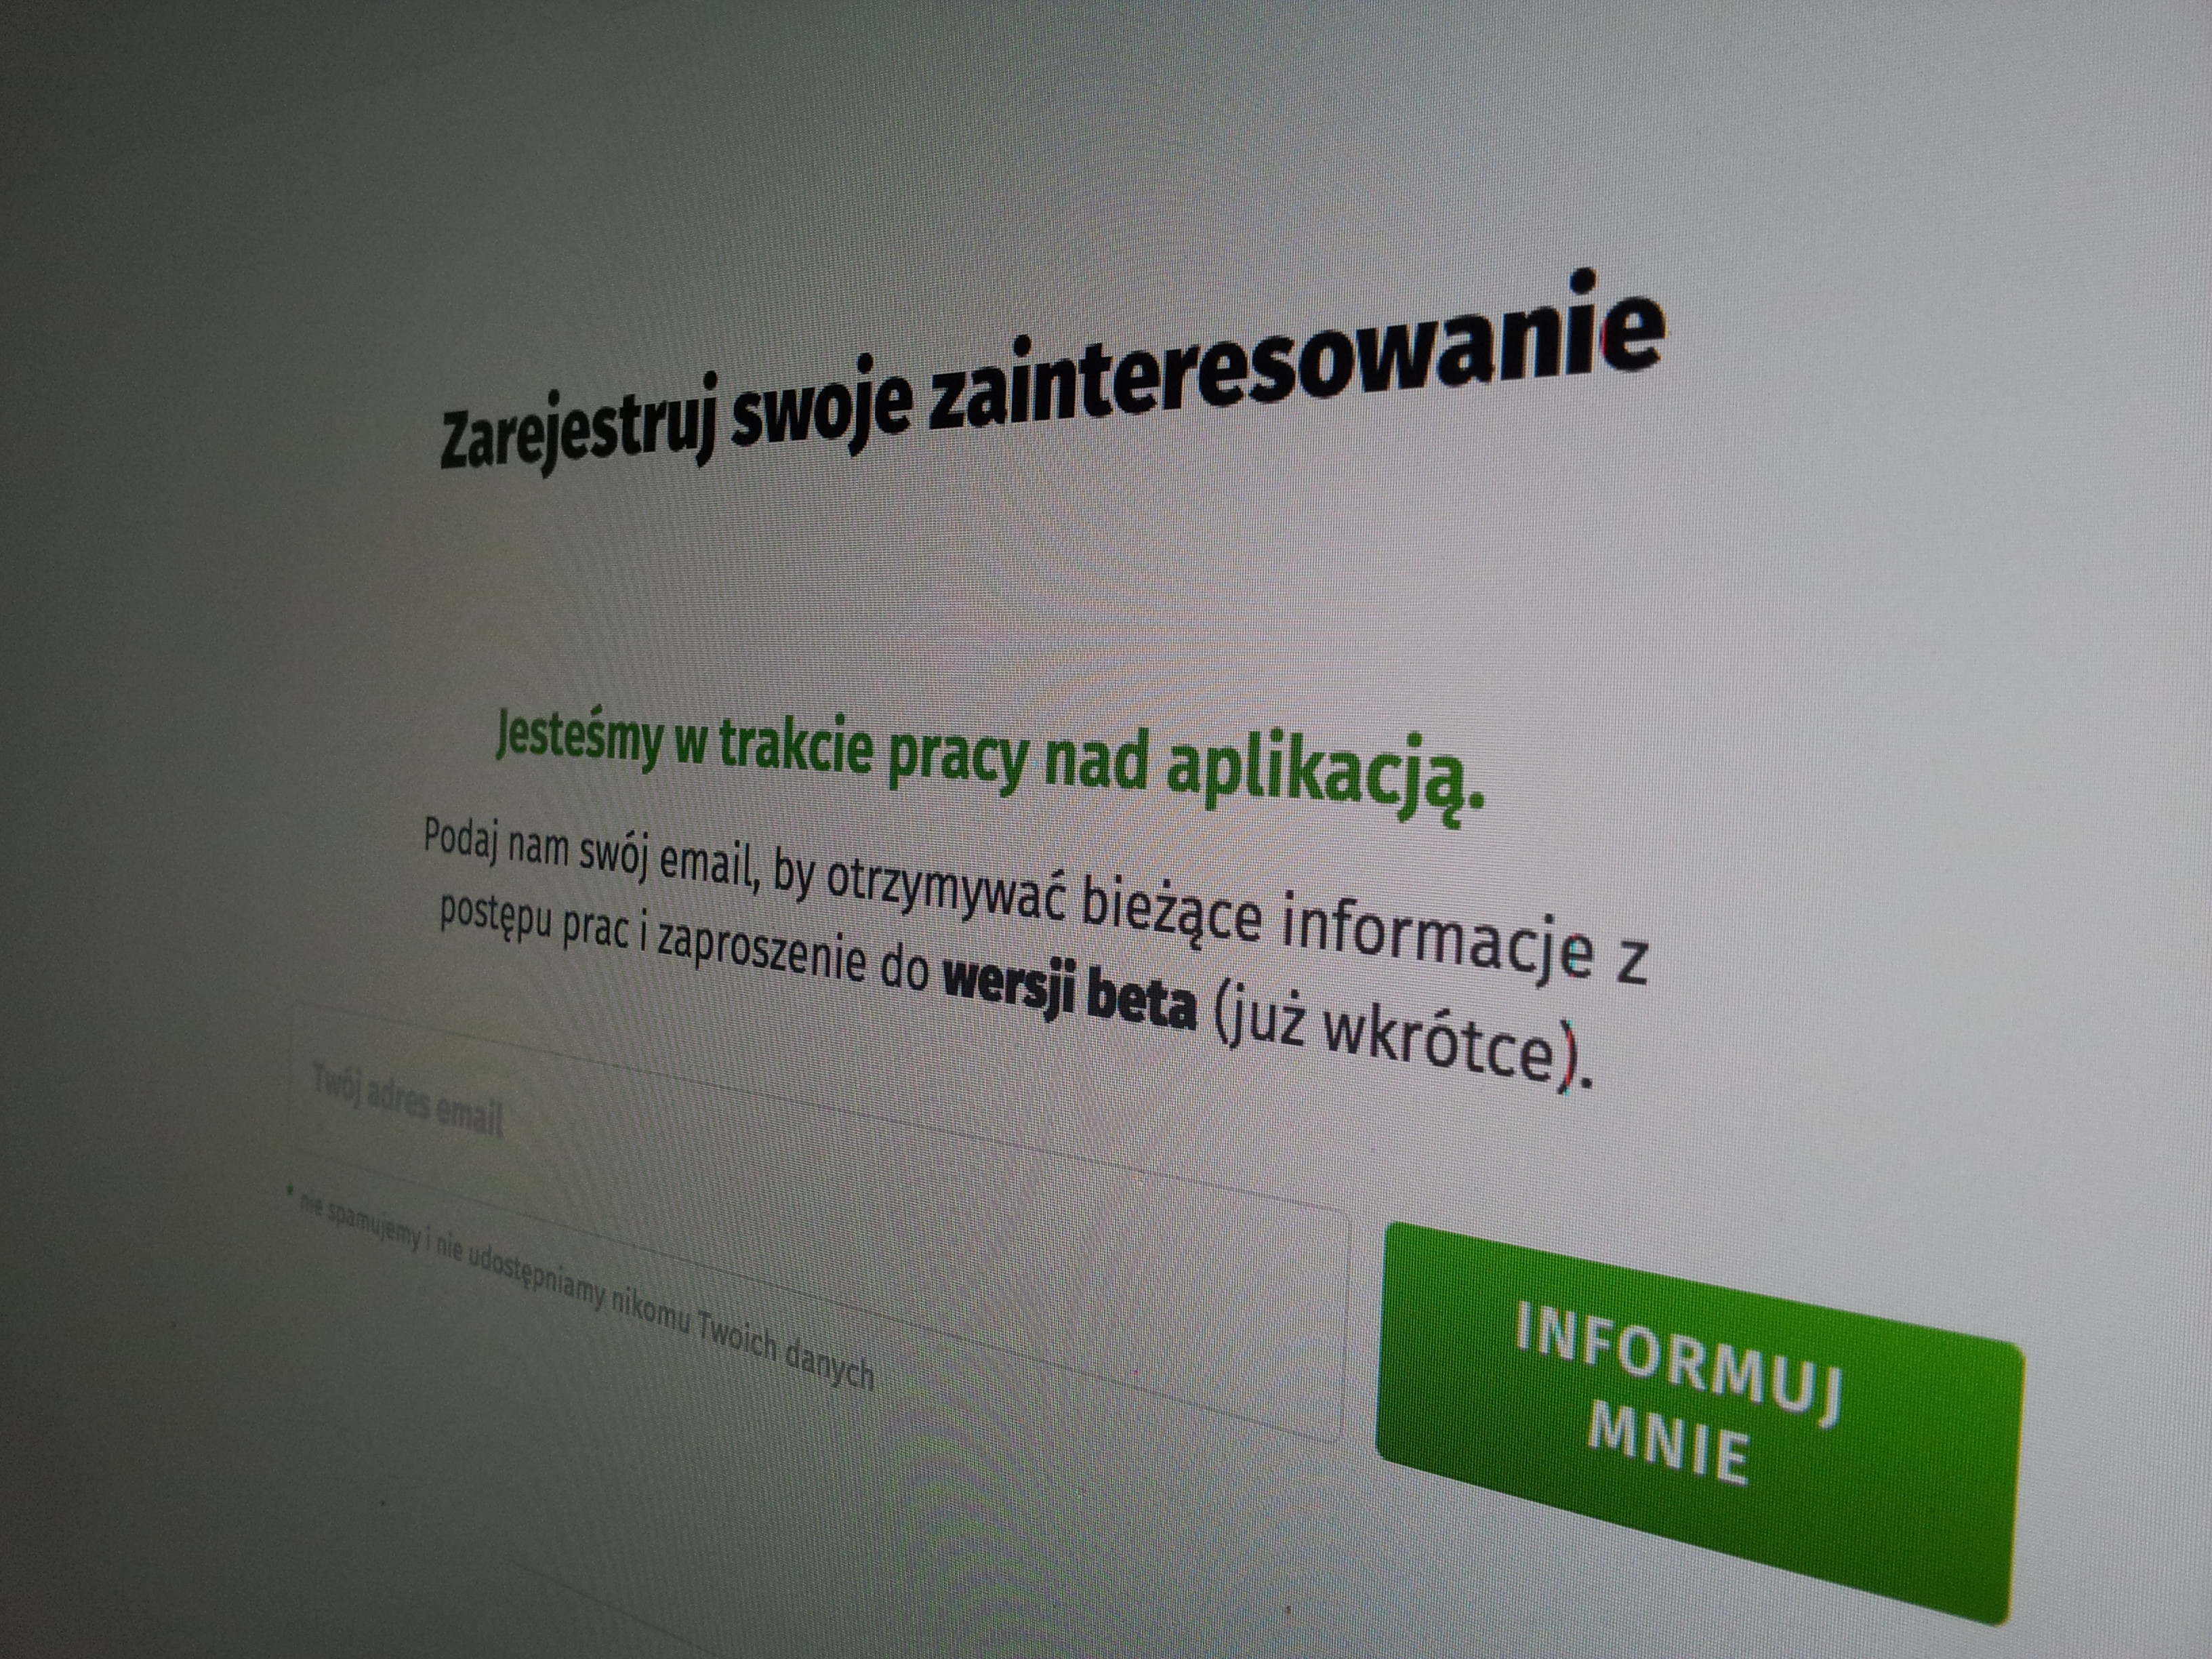 Zarejestruj swoje zainteresowanie
Jesteśmy w trakcie pracy nad aplikacją.
Podaj nam swój email, by otrzymywać bieżące informacje z
postępu prac i zaproszenie do wersji beta (już wkrótce).
Twój adres email
INFORMUJ
MNIE
* nie spamujemy i nie udostępniamy nikomu Twoich danych